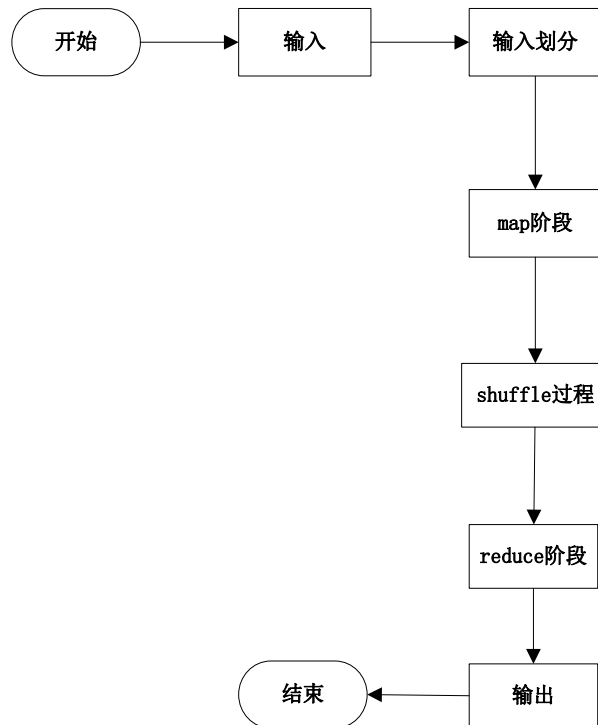 开始
输入
输入划分
map阶段
shuffle过程
reduce阶段
输出
结束